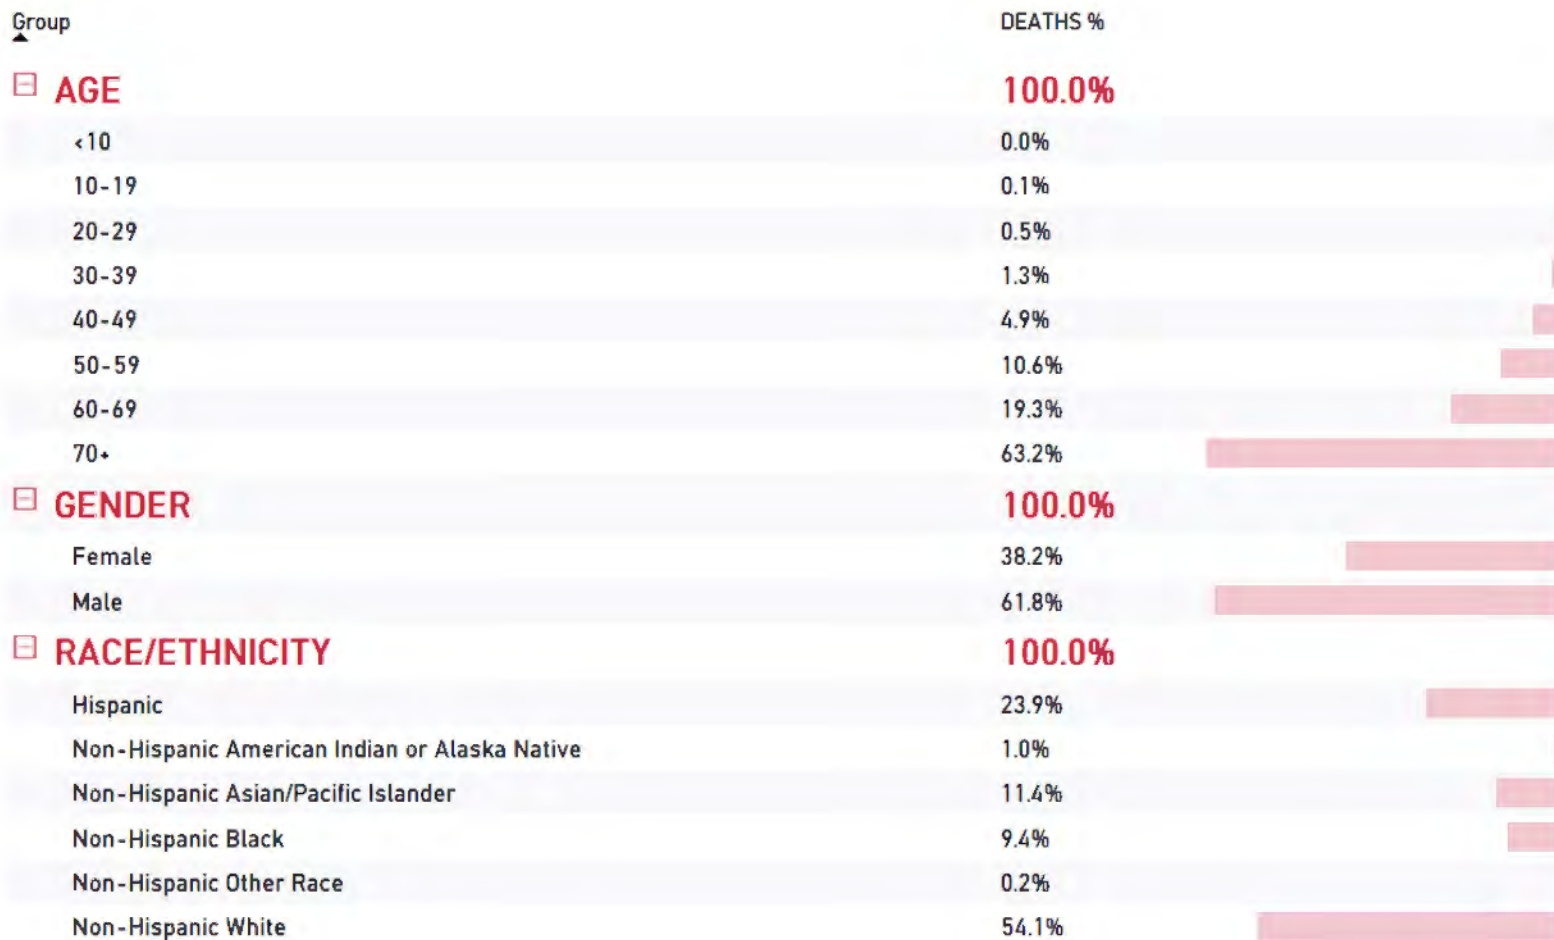 Group DEATHS %
AGE 100.0%
<10 0.0%
10-19 0.1%
20-29 0.5%
30-39 1.3%
40-49 4.9%
50-59 10.6%
60-69 19.3%
70+ 63.2%
GENDER 100.0%
Female 38.2%
Male 61.8%
RACE/ETHNICITY 100.0%
Hispanic 23.9%
Non-Hispanic American Indian or Alaska Native 1.0%
Non-Hispanic Asian/Pacific Islander 11.4%
Non-Hispanic Black 9.4%
Non-Hispanic Other Race 0.2%
Non-Hispanic White 54.1%